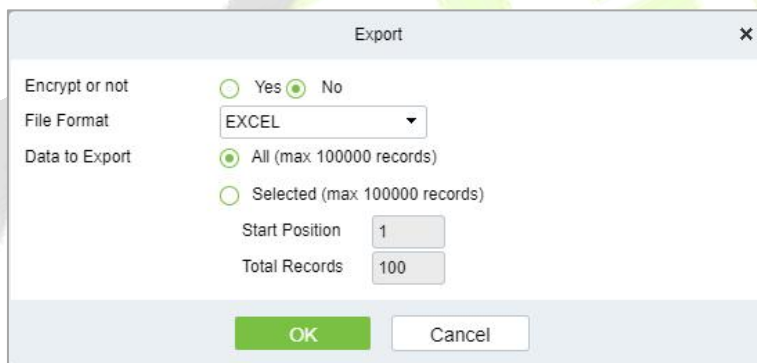 Export
Encrypt or not Yes No
File Format EXCEL
Data to Export All (max 100000 records)
Selected (max 100000 records)
Start Position 1
Total Records 100
OK Cancel